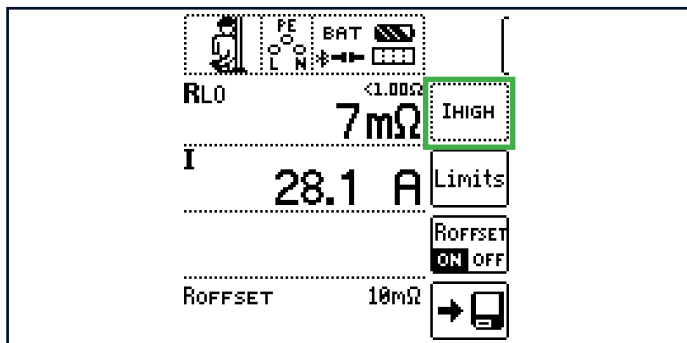 PE
BAT
L N
RLO <1.00Ω
7 mΩ
IHIGH
I
28.1 A
Limits
ROFFSET
ON OFF
ROFFSET 10mΩ